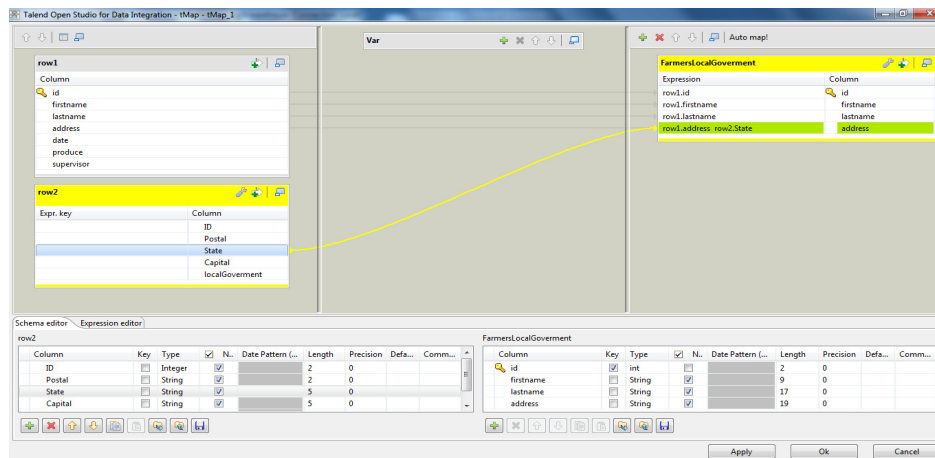 Talend Open Studio for Data Integration - tMap - tMap_1
Var
Auto map!
row1
Column
id
firstname
lastname
address
date
produce
supervisor
row2
Expr. key Column
ID
Postal
State
Capital
localGoverment
FarmersLocalGoverment
Expression Column
row1.id id
row1.firstname firstname
row1.lastname lastname
row1.address row2.State address
Schema editor Expression editor
row2
Column Key Type N.. Date Pattern (... Length Precision Defa... Comm...
ID Integer 2 0
Postal String 2 0
State String 5 0
Capital String 5 0
FarmersLocalGoverment
Column Key Type N.. Date Pattern (... Length Precision Defa... Comm...
id int 2 0
firstname String 9 0
lastname String 17 0
address String 19 0
Apply Ok Cancel